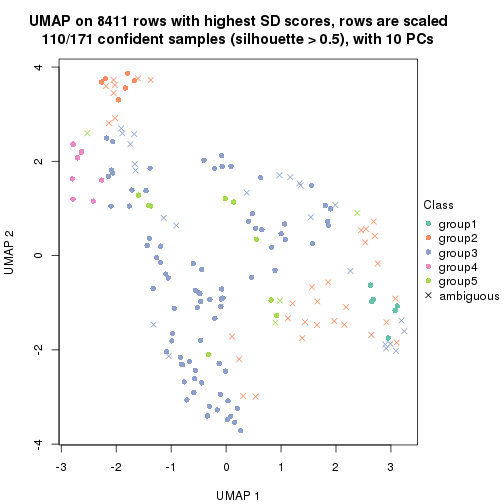 UMAP on 8411 rows with highest SD scores, rows are scaled
110/171 confident samples (silhouette > 0.5), with 10 PCs
4
2
0
-2
-4
UMAP 2
-3
-2
-1
0
1
2
3
UMAP 1
Class
group1
group2
group3
group4
group5
ambiguous